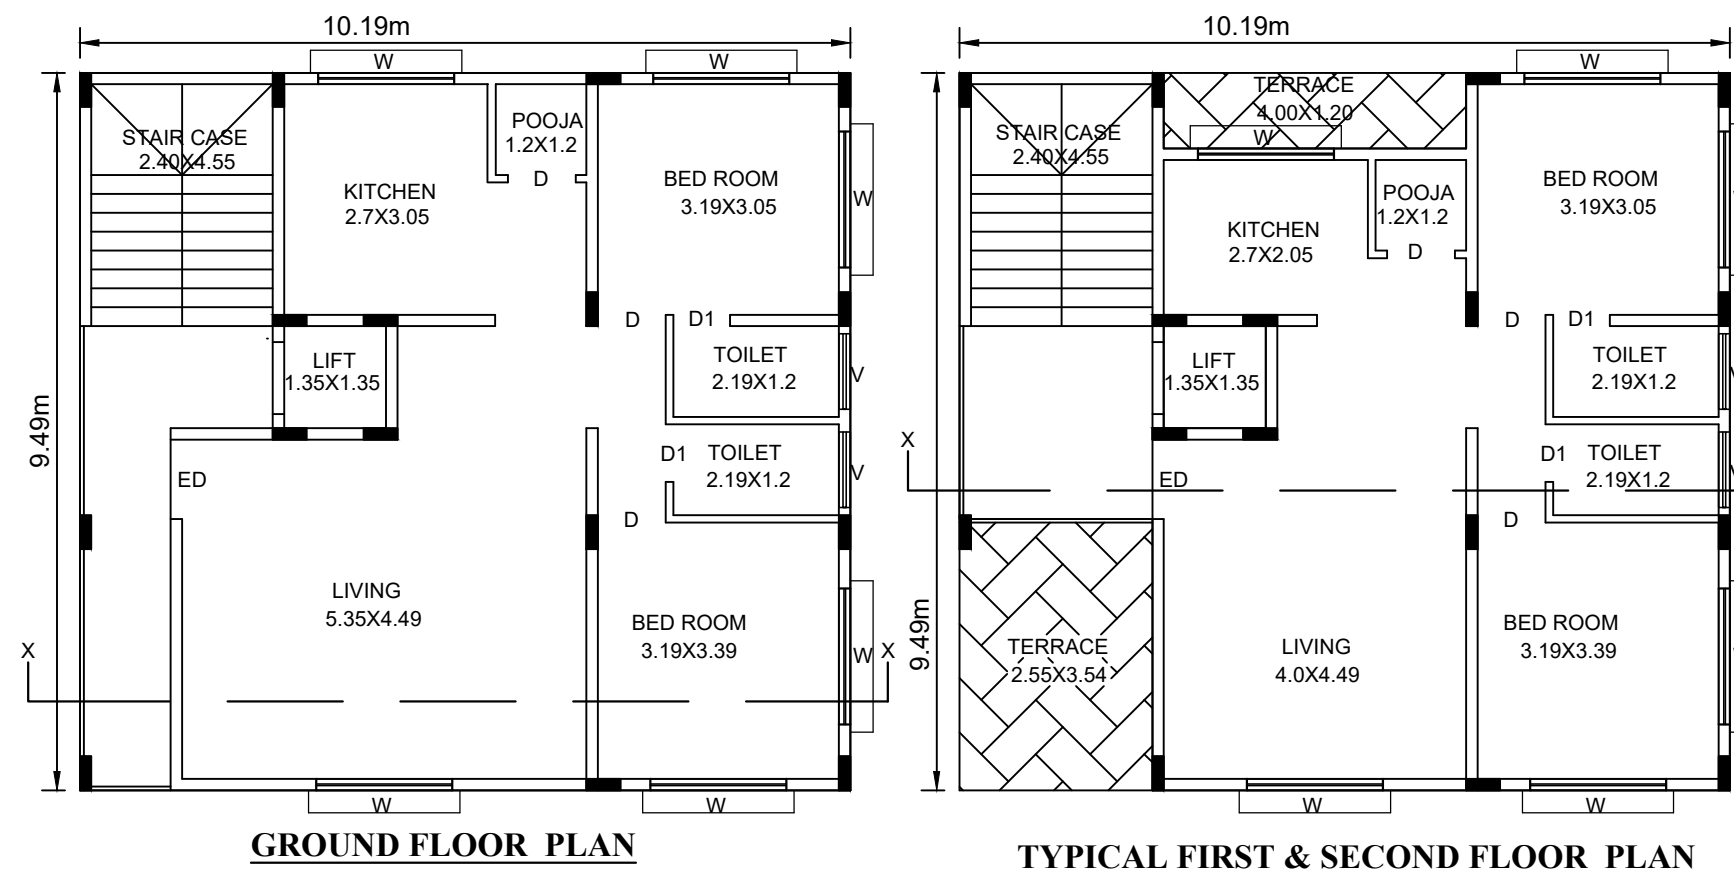 10.19m
W
W
STAIR CASE
2.40X4.55
POOJA
1.2X1.2
D
KITCHEN
2.7X3.05
BED ROOM
3.19X3.05
W
D
D1
LIFT
1.35X1.35
TOILET
2.19X1.2
V
9.49m
D1
TOILET
2.19X1.2
V
ED
D
LIVING
5.35X4.49
BED ROOM
3.19X3.39
W
X
X
W
W
GROUND FLOOR PLAN
10.19m
W
TERRACE
4.00X1.20
W
STAIR CASE
2.40X4.55
BED ROOM
3.19X3.05
POOJA
1.2X1.2
D
KITCHEN
2.7X2.05
D
D1
LIFT
1.35X1.35
TOILET
2.19X1.2
X
D1
TOILET
2.19X1.2
ED
D
9.49m
TERRACE
2.55X3.54
LIVING
4.0X4.49
BED ROOM
3.19X3.39
W
W
TYPICAL FIRST & SECOND FLOOR PLAN